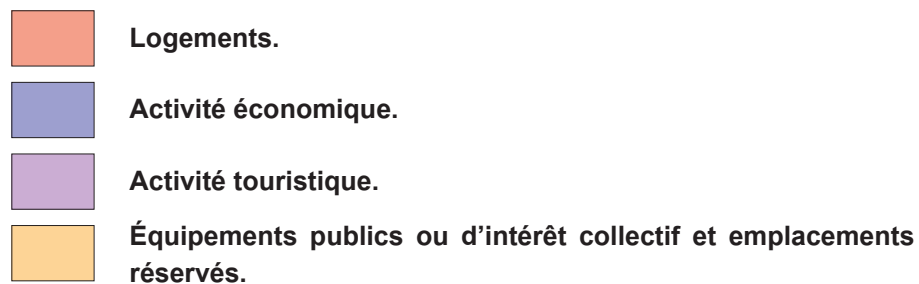 Logements.
Activité économique.
Activité touristique.
Équipements publics ou d'intérêt collectif et emplacements
réservés.